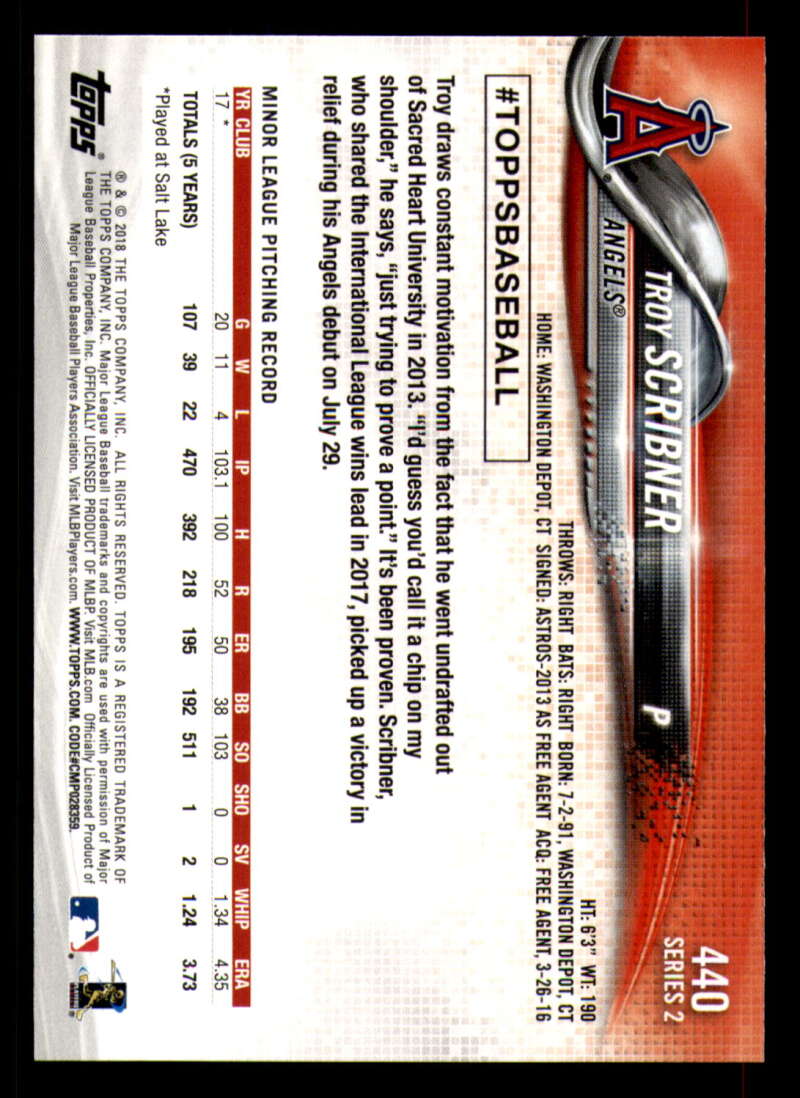 440
SERIES 2
A
TROY SCRIBNER P
ANGELS®
HT: 6'3" WT: 190
THROWS: RIGHT BATS: RIGHT BORN: 7-2-91, WASHINGTON DEPOT, CT
HOME: WASHINGTON DEPOT, CT SIGNED: ASTROS-2013 AS FREE AGENT ACQ: FREE AGENT, 3-26-16
#TOPPSBASEBALL
Troy draws constant motivation from the fact that he went undrafted out
of Sacred Heart University in 2013. "I'd guess you'd call it a chip on my
shoulder," he says, "just trying to prove a point." It's been proven. Scribner,
who shared the International League wins lead in 2017, picked up a victory in
relief during his Angels debut on July 29.
MINOR LEAGUE PITCHING RECORD
YR CLUB G W L IP H R ER BB SO SHO SV WHIP ERA
17 * 20 11 4 103.1 100 52 50 38 103 0 0 1.34 4.35
TOTALS (5 YEARS) 107 39 22 470 392 218 195 192 511 1 2 1.24 3.73
*Played at Salt Lake
topps®
® & © 2018 THE TOPPS COMPANY, INC. ALL RIGHTS RESERVED. TOPPS IS A REGISTERED TRADEMARK OF
THE TOPPS COMPANY, INC. Major League Baseball trademarks and copyrights are used with permission of Major
League Baseball Properties, Inc. OFFICIALLY LICENSED PRODUCT OF MLBP. Visit MLB.com Officially Licensed Product of
Major League Baseball Players Association. Visit MLBPlayers.com. WWW.TOPPS.COM. CODE#CMP028359.